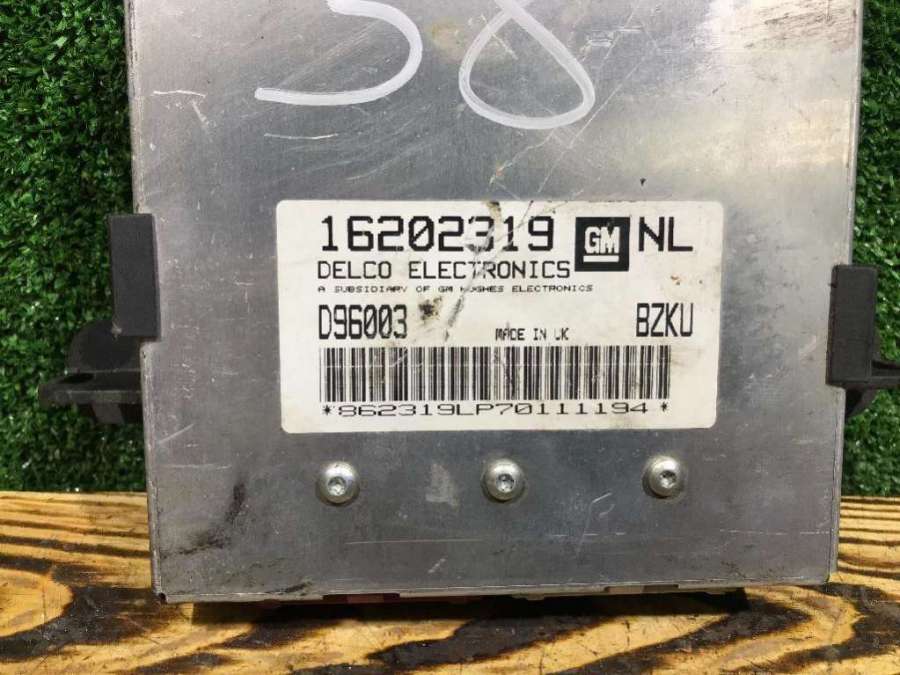 58
16202319 GM NL
DELCO ELECTRONICS
A SUBSIDIARY OF GM HUGHES ELECTRONICS
D96003 MADE IN UK BZKU
*862319LP70111194*